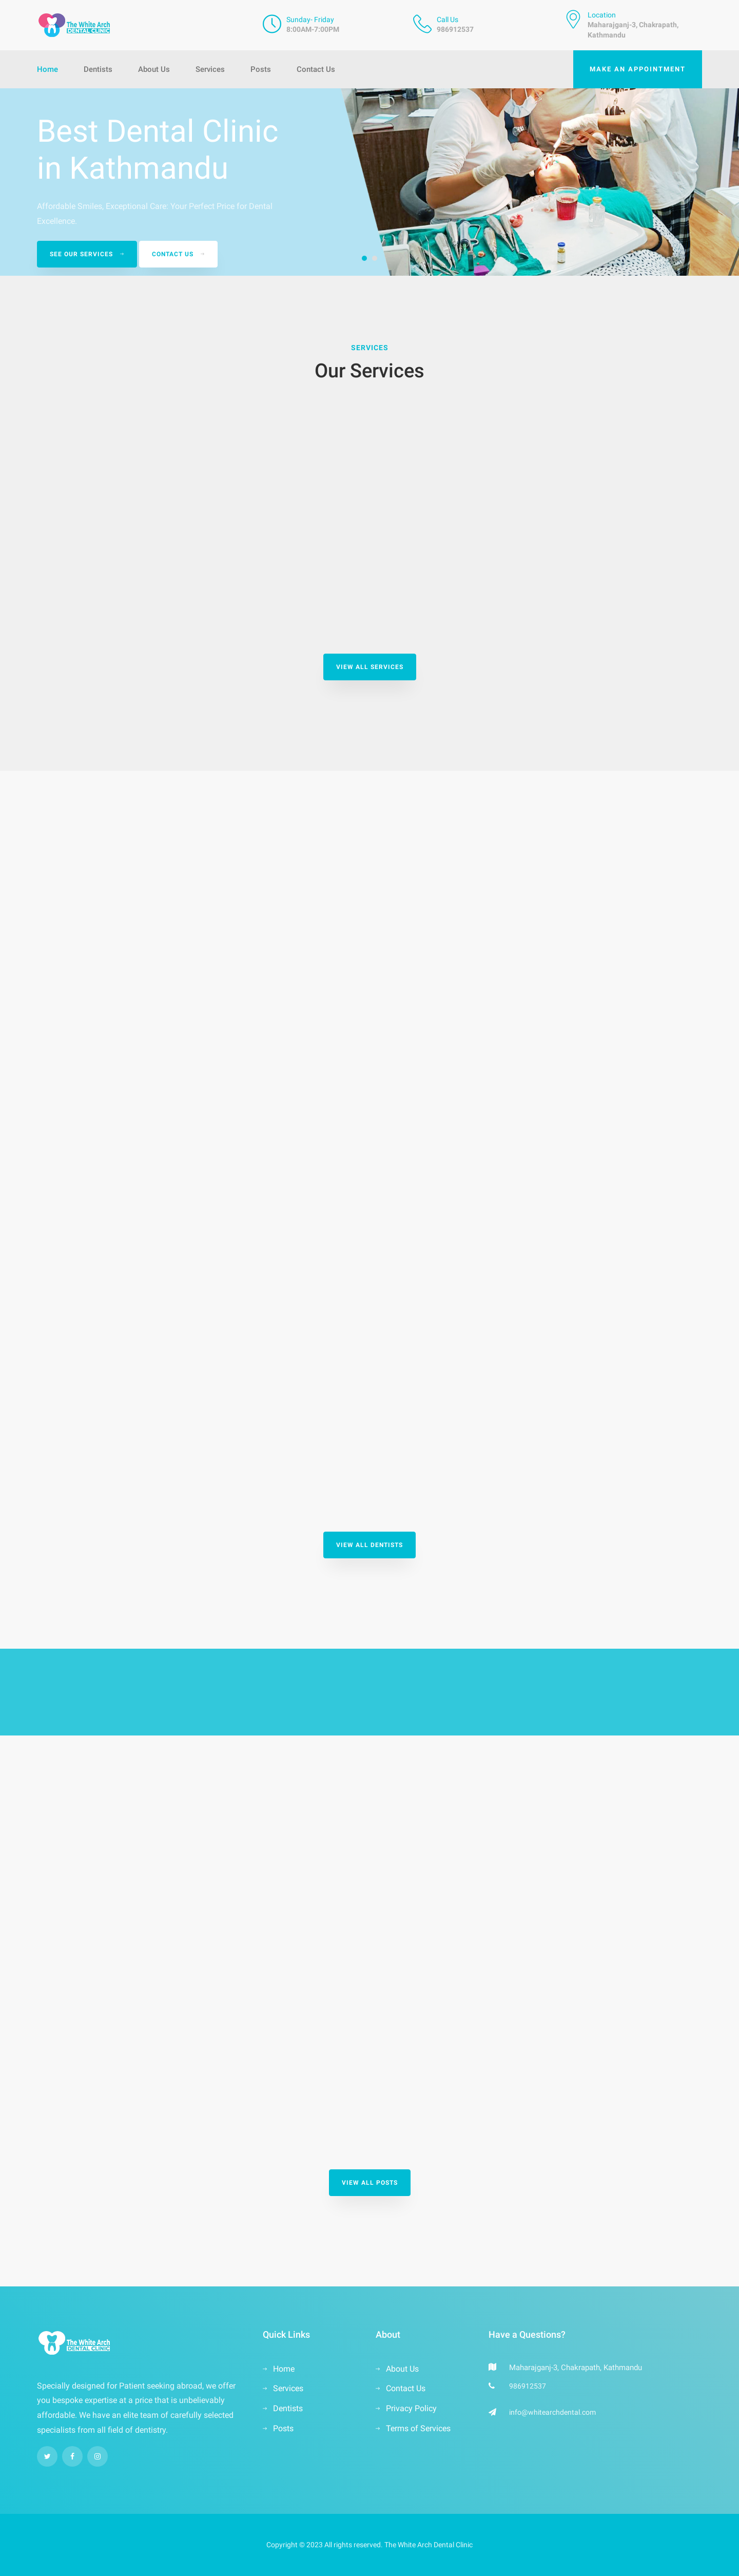 The White Arch
DENTAL CLINIC
Sunday- Friday
8:00AM-7:00PM
Call Us
986912537
Location
Maharajganj-3, Chakrapath,
Kathmandu
Home
Dentists
About Us
Services
Posts
Contact Us
MAKE AN APPOINTMENT
Best Dental Clinic
in Kathmandu
Affordable Smiles, Exceptional Care: Your Perfect Price for Dental
Excellence.
SEE OUR SERVICES
CONTACT US
SERVICES
Our Services
VIEW ALL SERVICES
VIEW ALL DENTISTS
VIEW ALL POSTS
The White Arch
DENTAL CLINIC
Specially designed for Patient seeking abroad, we offer
you bespoke expertise at a price that is unbelievably
affordable. We have an elite team of carefully selected
specialists from all field of dentistry.
Quick Links
Home
Services
Dentists
Posts
About
About Us
Contact Us
Privacy Policy
Terms of Services
Have a Questions?
Maharajganj-3, Chakrapath, Kathmandu
986912537
info@whitearchdental.com
Copyright © 2023 All rights reserved. The White Arch Dental Clinic